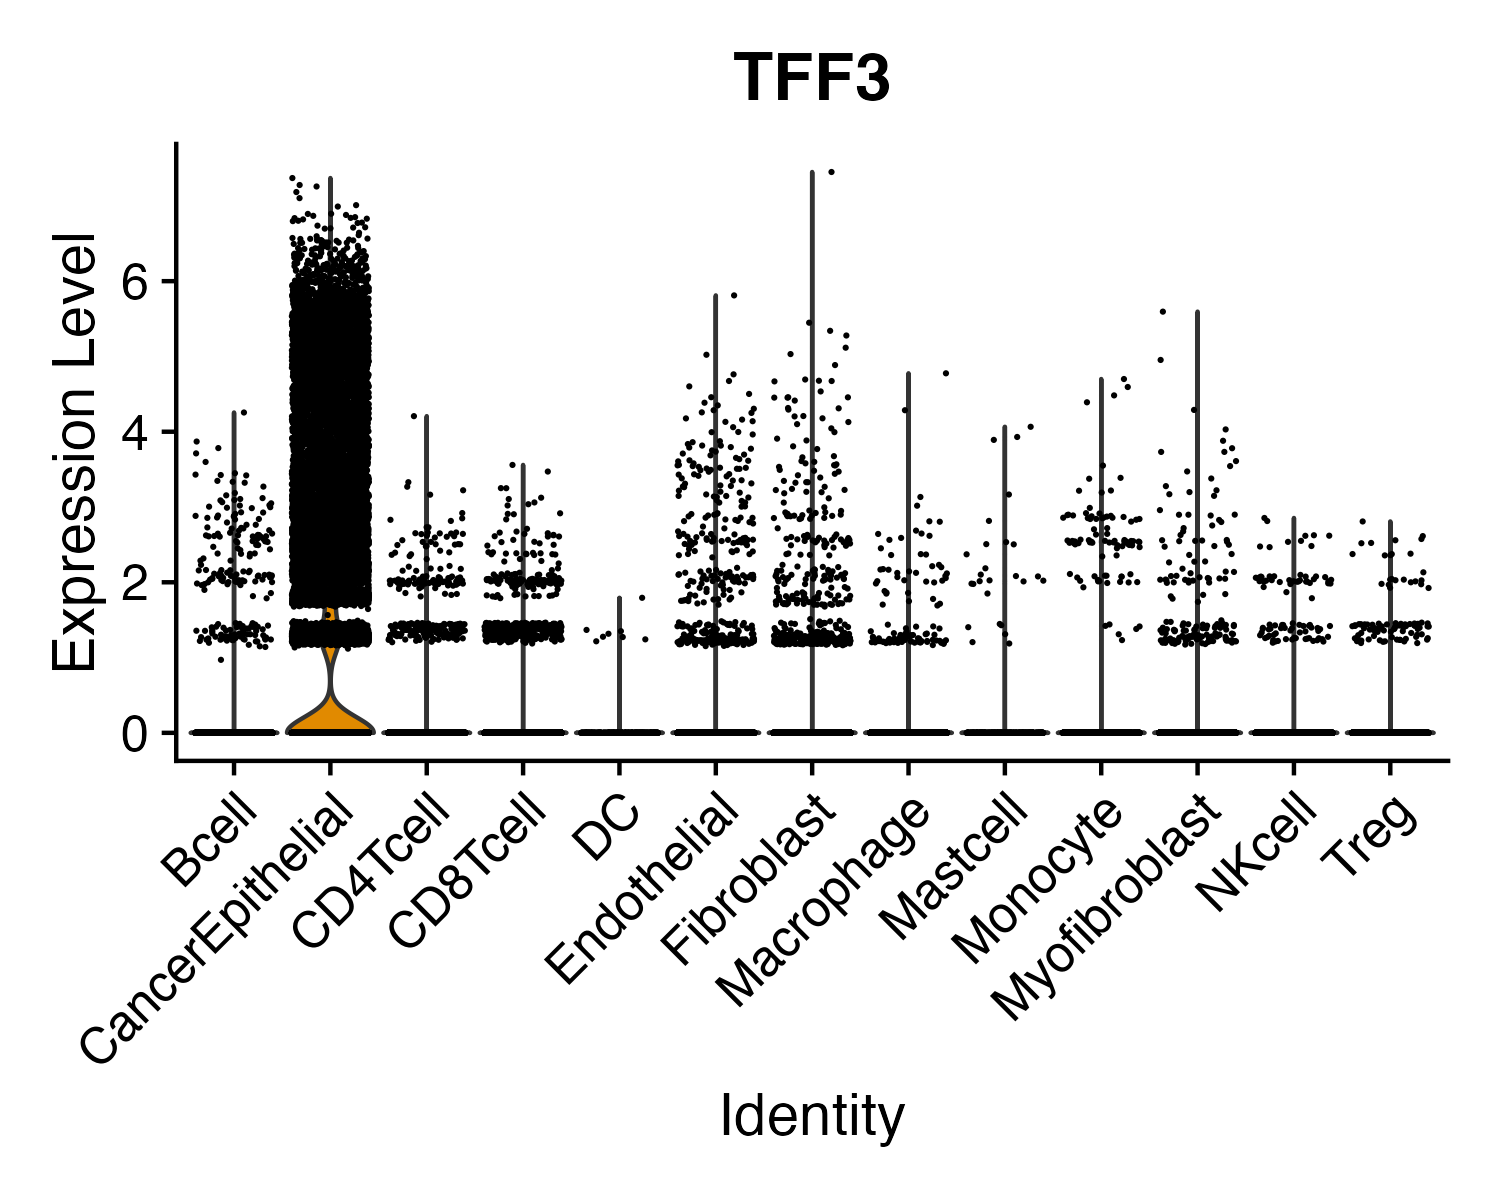 TFF3
Expression Level
6
4
2
0
Bcell
CancerEpithelial
CD4Tcell
CD8Tcell
DC
Endothelial
Fibroblast
Macrophage
Mastcell
Monocyte
Myofibroblast
NKcell
Treg
Identity